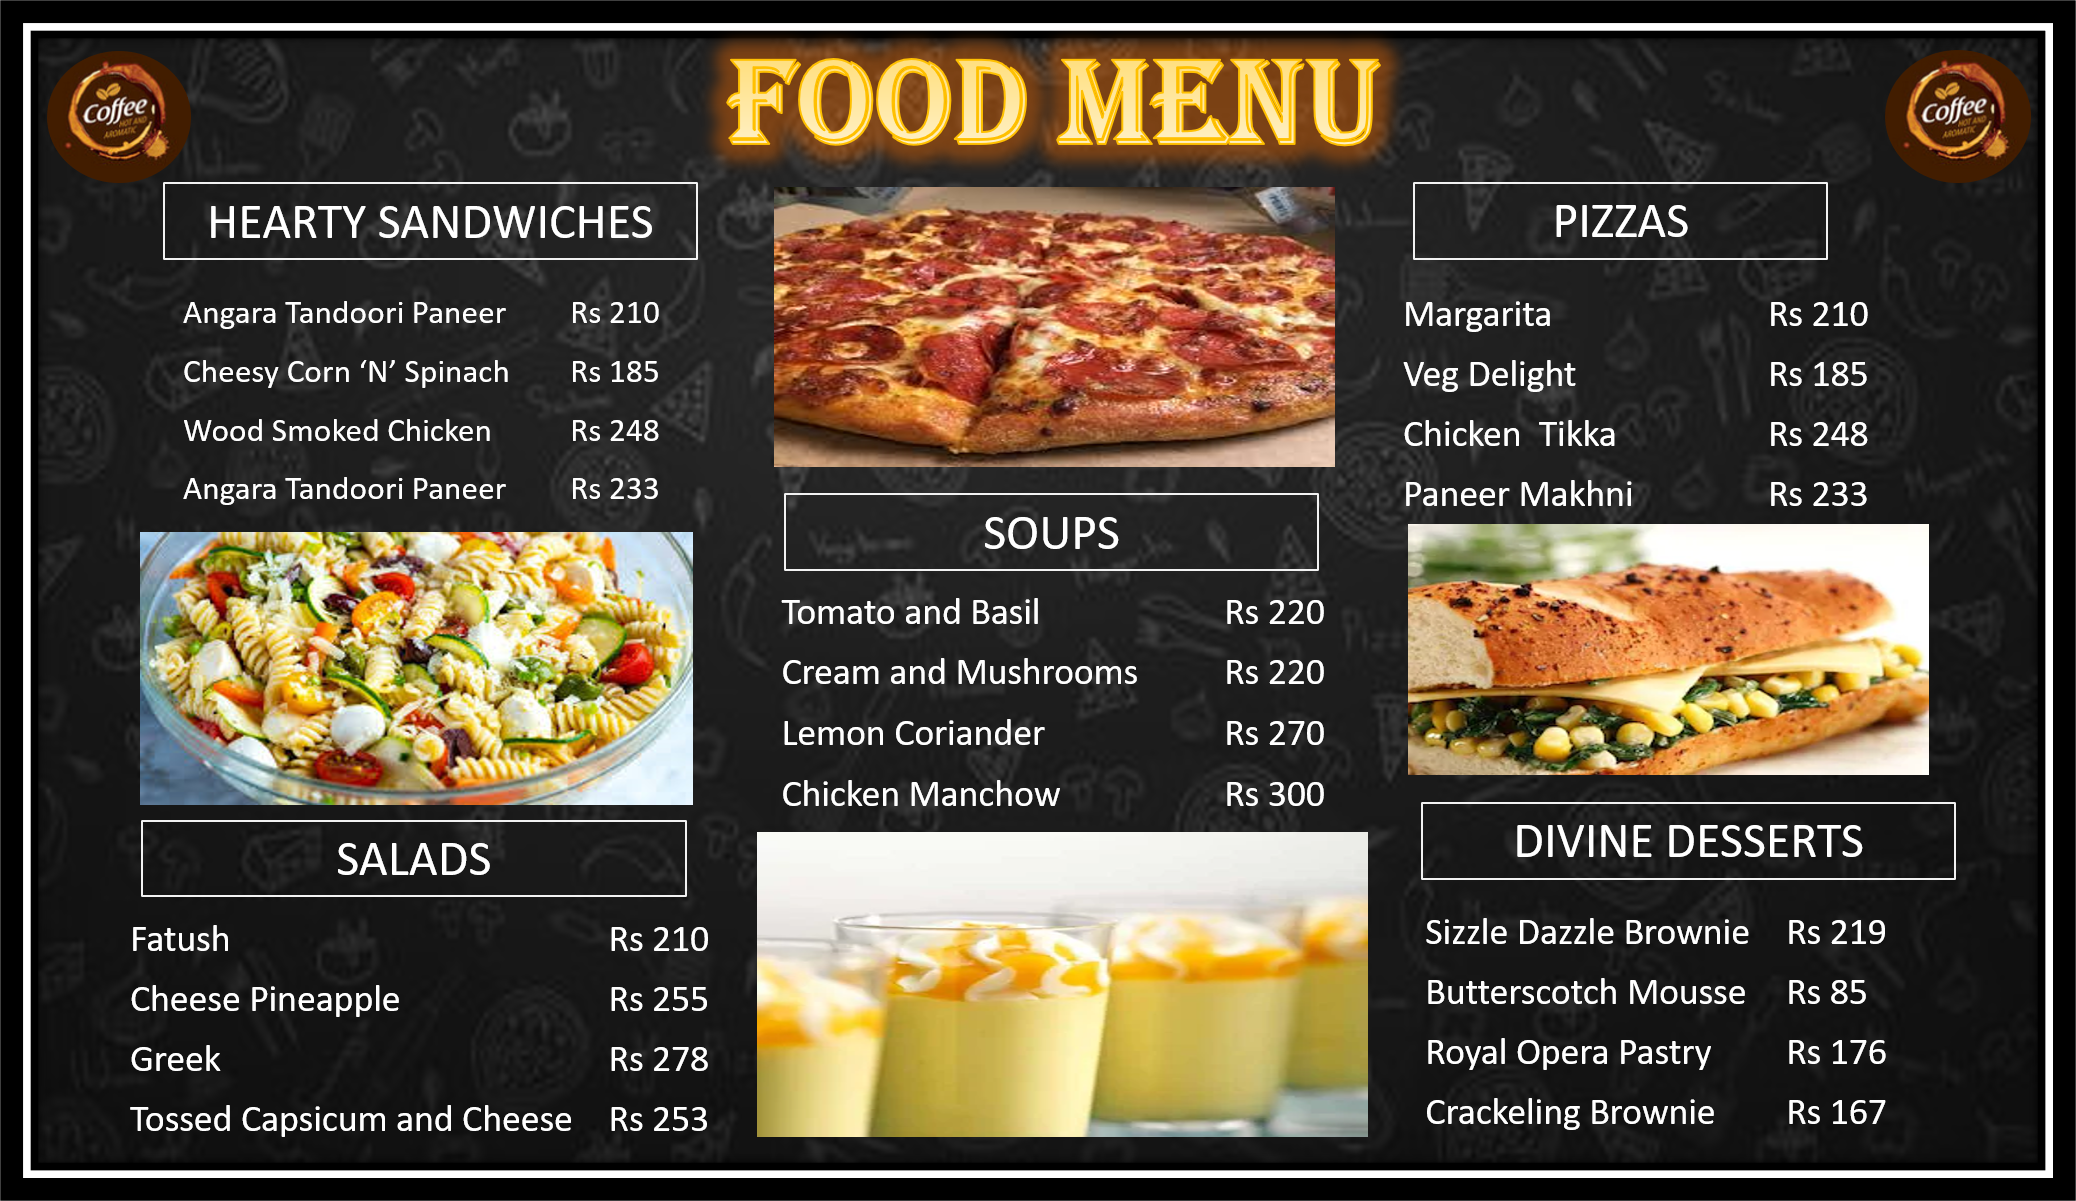 FOOD MENU
Coffee
HOT AND
AROMATIC
Coffee
HOT AND
AROMATIC
HEARTY SANDWICHES
Angara Tandoori Paneer Rs 210
Cheesy Corn ‘N’ Spinach Rs 185
Wood Smoked Chicken Rs 248
Angara Tandoori Paneer Rs 233
SALADS
Fatush Rs 210
Cheese Pineapple Rs 255
Greek Rs 278
Tossed Capsicum and Cheese Rs 253
SOUPS
Tomato and Basil Rs 220
Cream and Mushrooms Rs 220
Lemon Coriander Rs 270
Chicken Manchow Rs 300
PIZZAS
Margarita Rs 210
Veg Delight Rs 185
Chicken Tikka Rs 248
Paneer Makhni Rs 233
DIVINE DESSERTS
Sizzle Dazzle Brownie Rs 219
Butterscotch Mousse Rs 85
Royal Opera Pastry Rs 176
Crackeling Brownie Rs 167